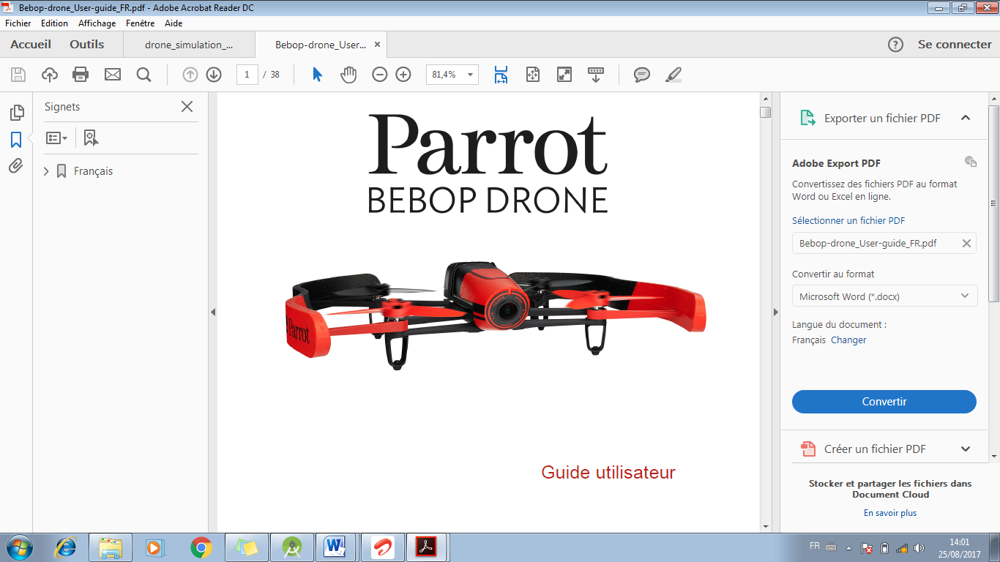 Bebop-drone_User-guide_FR.pdf - Adobe Acrobat Reader DC
Fichier Edition Affichage Fenêtre Aide
Accueil Outils drone_simulation_... Bebop-drone_User... × ? Se connecter
1 / 38 81,4%
Signets
Français
Parrot
BEBOP DRONE
Parrot
Guide utilisateur
Exporter un fichier PDF
Adobe Export PDF
Convertissez des fichiers PDF au format
Word ou Excel en ligne.
Sélectionner un fichier PDF
Bebop-drone_User-guide_FR.pdf
Convertir au format
Microsoft Word (*.docx)
Langue du document :
Français Changer
Convertir
Créer un fichier PDF
Stocker et partager les fichiers dans
Document Cloud
En savoir plus
FR
14:01
25/08/2017